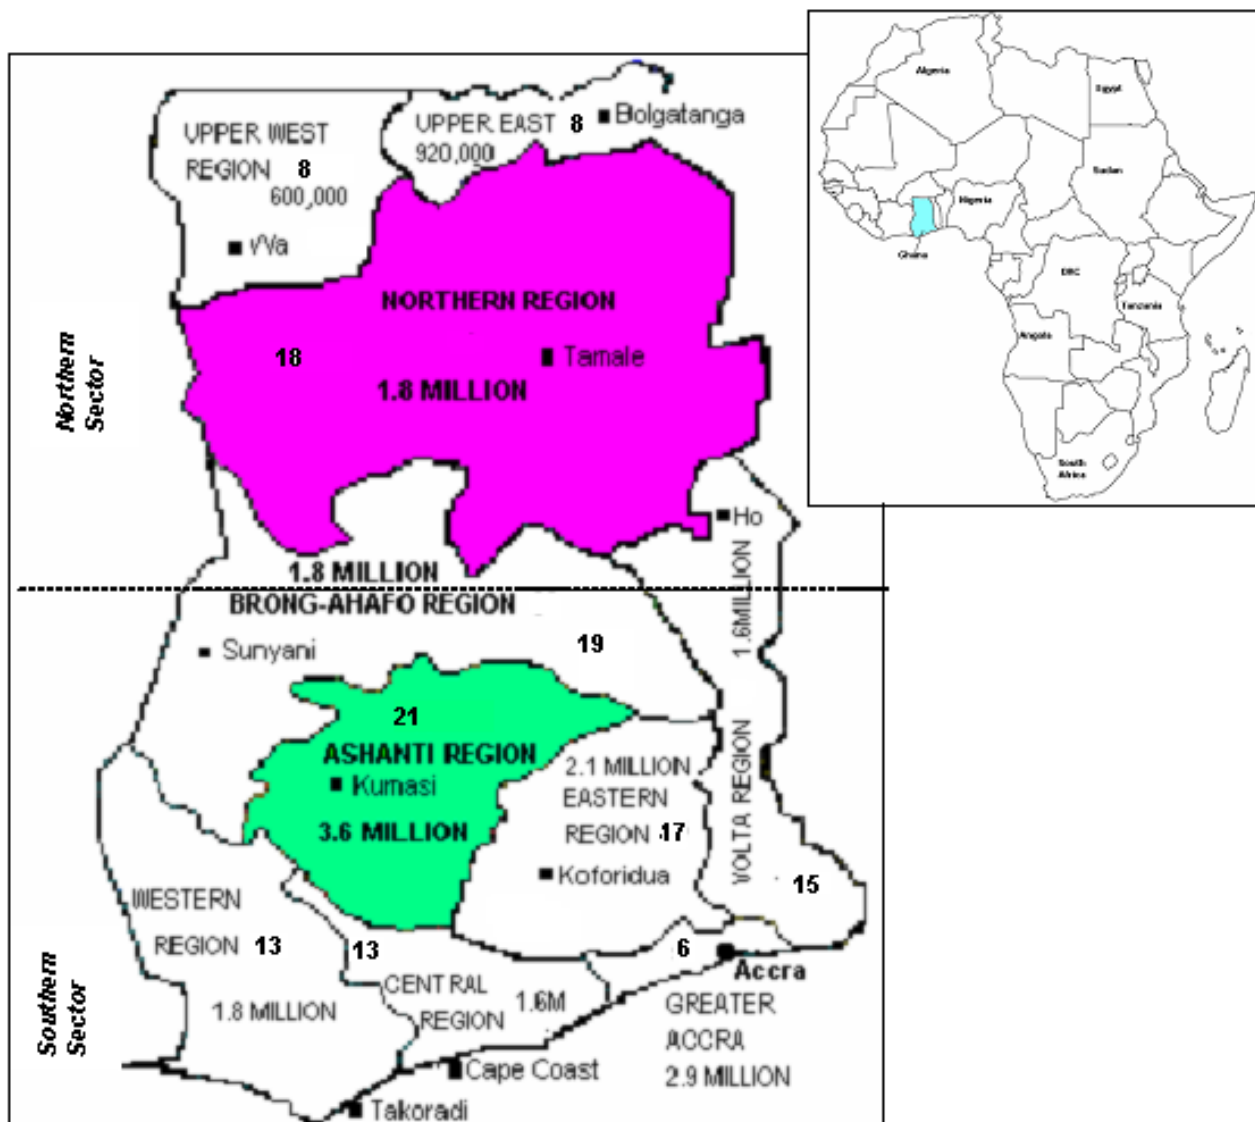 UPPER WEST
REGION 8
600,000
Wa
UPPER EAST 8
920,000
Bolgatanga
NORTHERN REGION
18
Tamale
1.8 MILLION
Northern
Sector
Ho
1.8 MILLION
BRONG-AHAFO REGION
Sunyani
19
1.6MILLION
VOLTA REGION
15
21
ASHANTI REGION
Kumasi
3.6 MILLION
2.1 MILLION
EASTERN
REGION 17
Koforidua
WESTERN
REGION 13
1.8 MILLION
13
CENTRAL
REGION
1.6M
6
Accra
GREATER
ACCRA
2.9 MILLION
Cape Coast
Takoradi
Southern
Sector
Algeria
Egypt
Sudan
Nigeria
Ghana
DRC
Tanzania
Angola
South
Africa